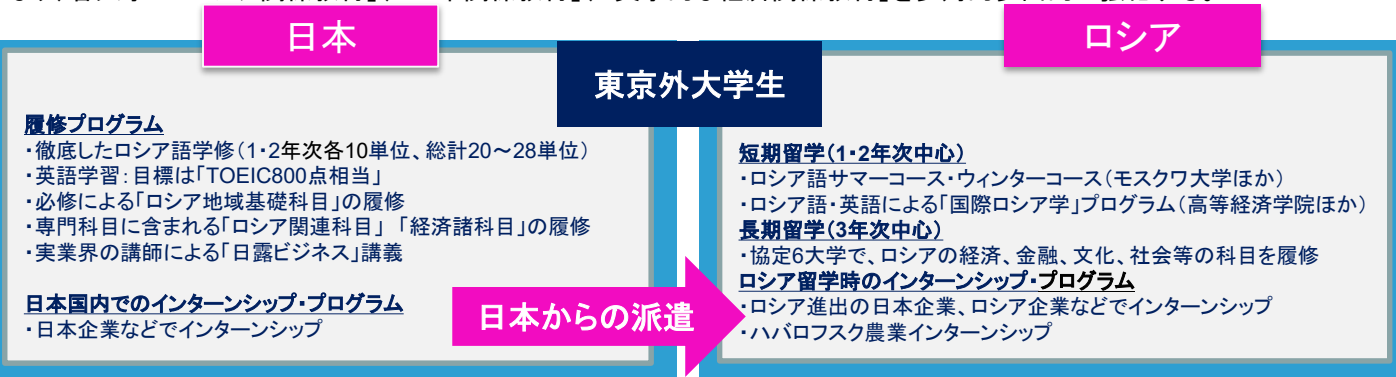 日本
ロシア
東京外大学生
履修プログラム
・徹底したロシア語学修（1・2年次各10単位、総計20～28単位）
・英語学習：目標は「TOEIC800点相当」
・必修による「ロシア地域基礎科目」の履修
・専門科目に含まれる「ロシア関連科目」 「経済諸科目」の履修
・実業界の講師による「日露ビジネス」講義
日本国内でのインターンシップ・プログラム
・日本企業などでインターンシップ
日本からの派遣
短期留学（1・2年次中心）
・ロシア語サマーコース・ウィンターコース（モスクワ大学ほか）
・ロシア語・英語による「国際ロシア学」プログラム（高等経済学院ほか）
長期留学（3年次中心）
・協定6大学で、ロシアの経済、金融、文化、社会等の科目を履修
ロシア留学時のインターンシップ・プログラム
・ロシア進出の日本企業、ロシア企業などでインターンシップ
・ハバロフスク農業インターンシップ